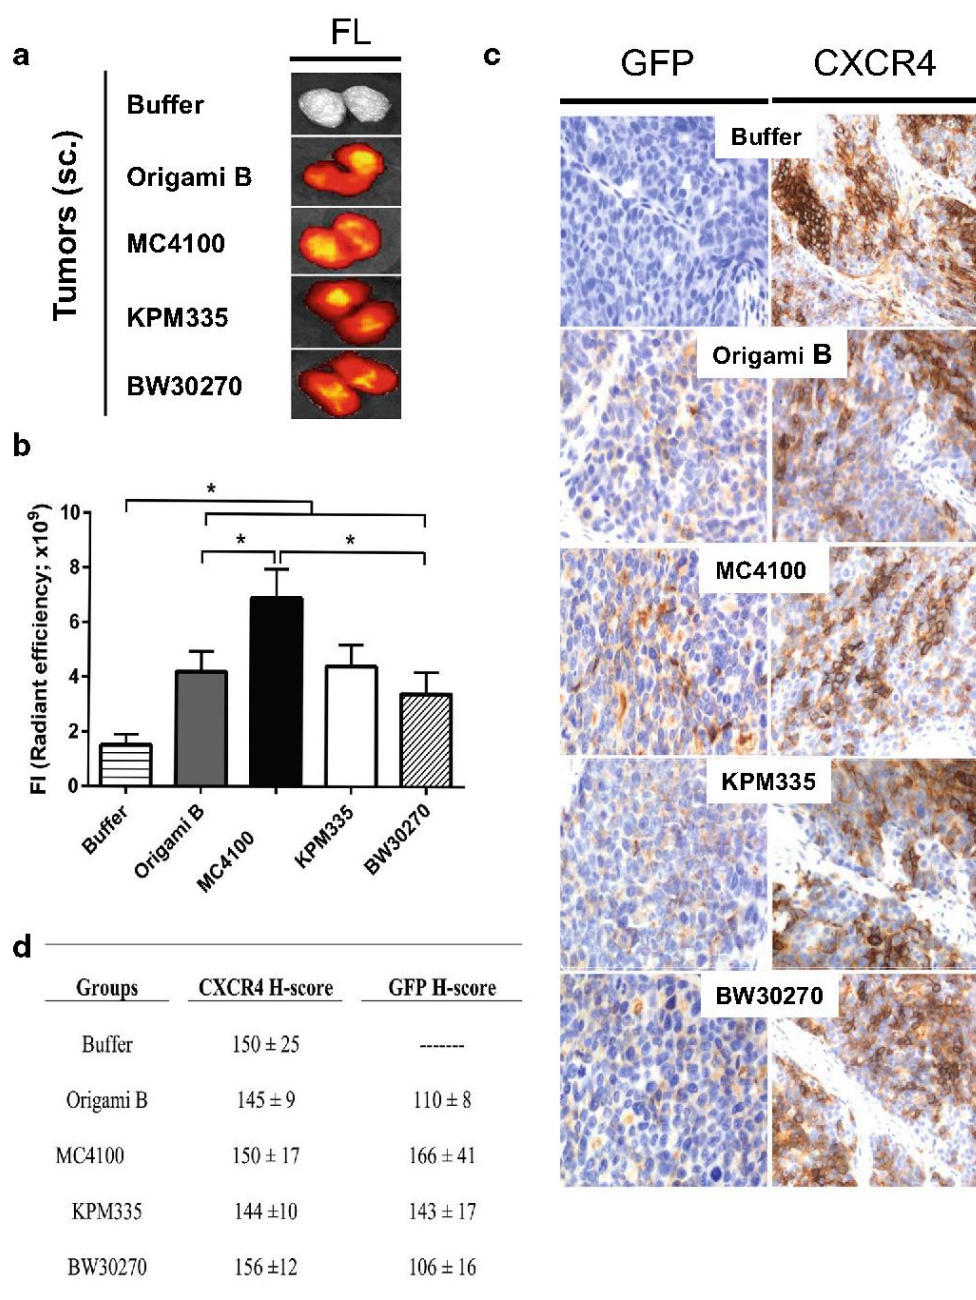 a
FL
Tumors (sc.)
Buffer
Origami B
MC4100
KPM335
BW30270
b
FI (Radiant efficiency; x10⁹)
10
8
6
4
2
0
*
*
*
Buffer
Origami B
MC4100
KPM335
BW30270
c
GFP CXCR4
Buffer
Origami B
MC4100
KPM335
BW30270
d
Groups CXCR4 H-score GFP H-score
Buffer 150 ± 25 -------
Origami B 145 ± 9 110 ± 8
MC4100 150 ± 17 166 ± 41
KPM335 144 ±10 143 ± 17
BW30270 156 ±12 106 ± 16